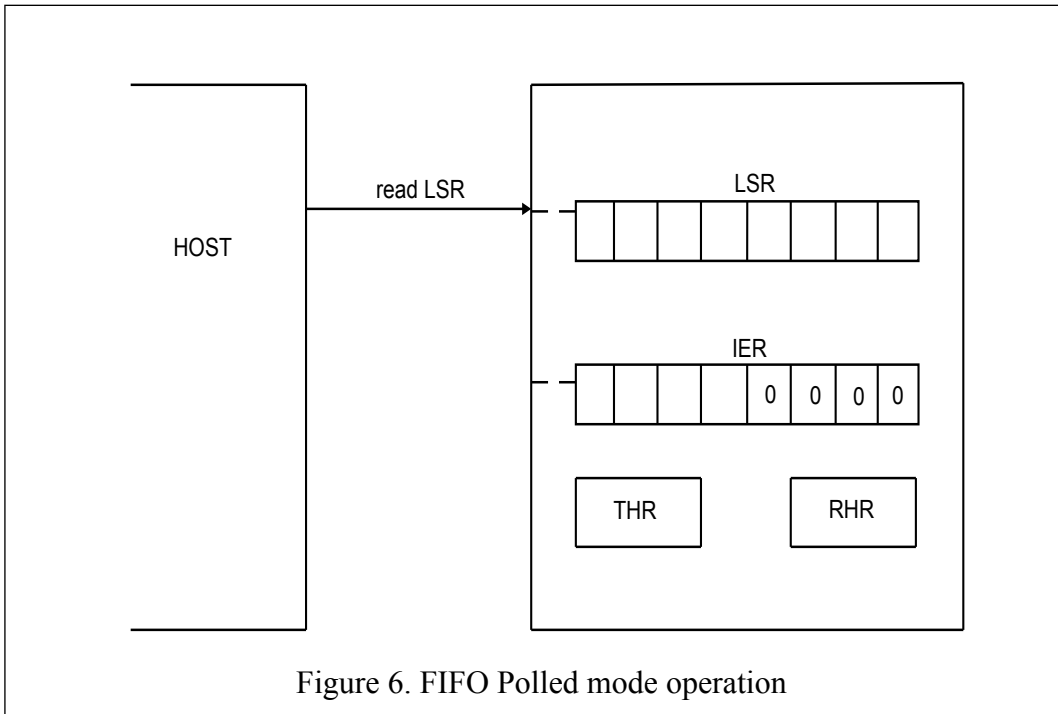 read LSR
LSR
HOST
IER
0 0 0 0
THR RHR
Figure 6. FIFO Polled mode operation